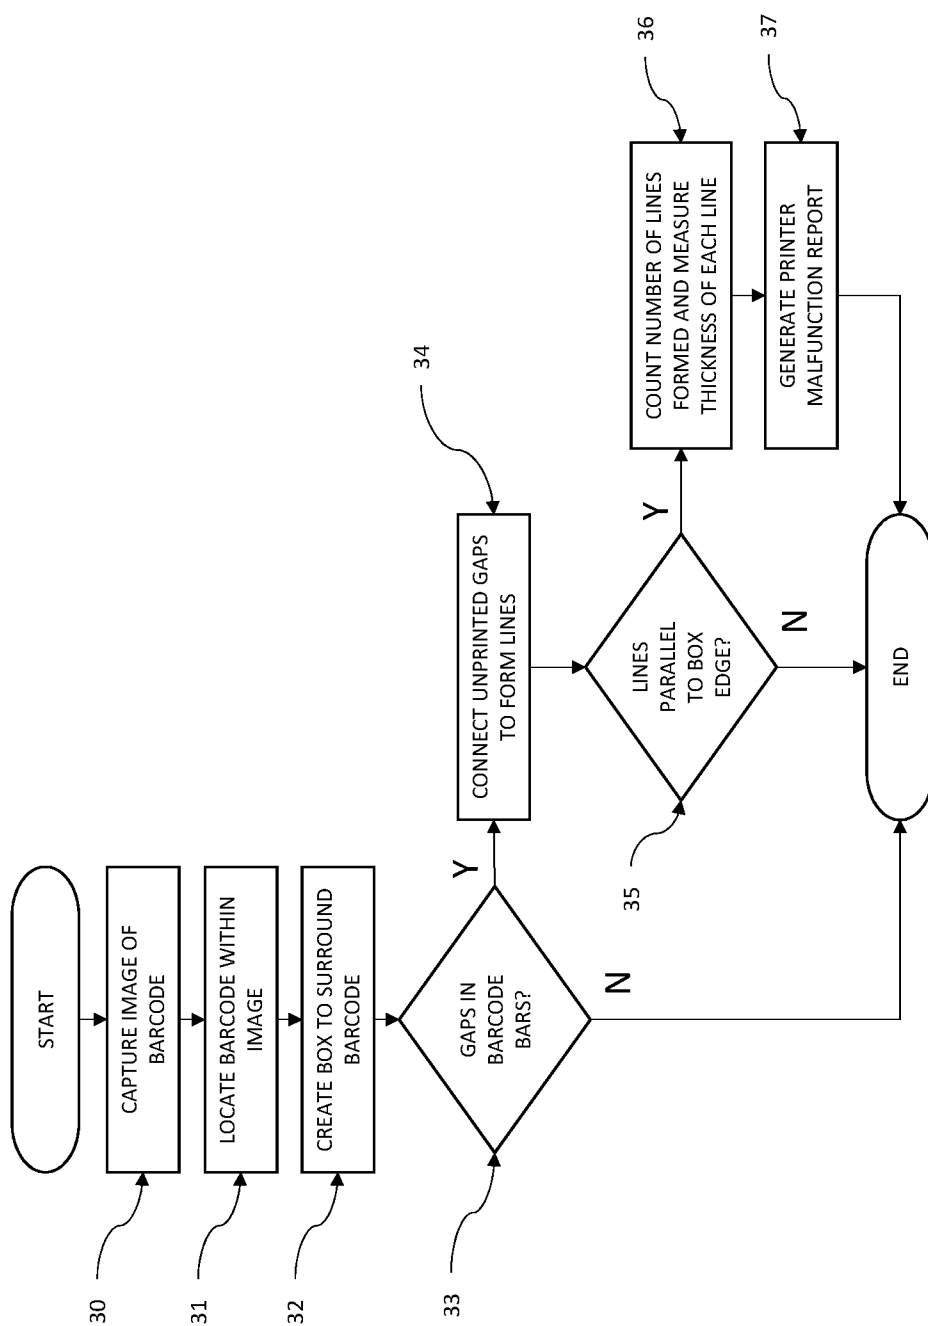 START
CAPTURE IMAGE OF
BARCODE
30
LOCATE BARCODE WITHIN
IMAGE
31
CREATE BOX TO SURROUND
BARCODE
32
GAPS IN
BARCODE
BARS?
33
Y
N
CONNECT UNPRINTED GAPS
TO FORM LINES
34
LINES
PARALLEL
TO BOX
EDGE?
35
Y
N
COUNT NUMBER OF LINES
FORMED AND MEASURE
THICKNESS OF EACH LINE
36
GENERATE PRINTER
MALFUNCTION REPORT
37
END